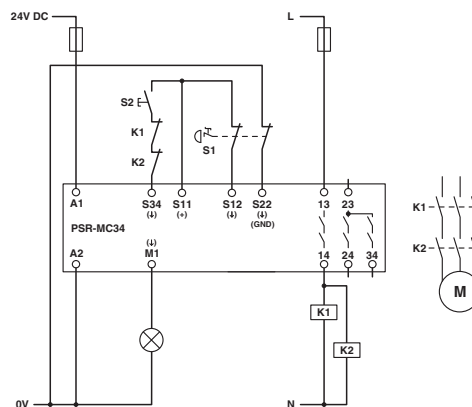 24V DC
L
S2
K1
S1
K2
A1
S34
S11
S12
S22
13
23
(↓)
(+)
(↓)
(↓)
(GND)
PSR-MC34
K1
(↓)
A2
M1
14
24
34
K2
K1
M
K2
0V
N